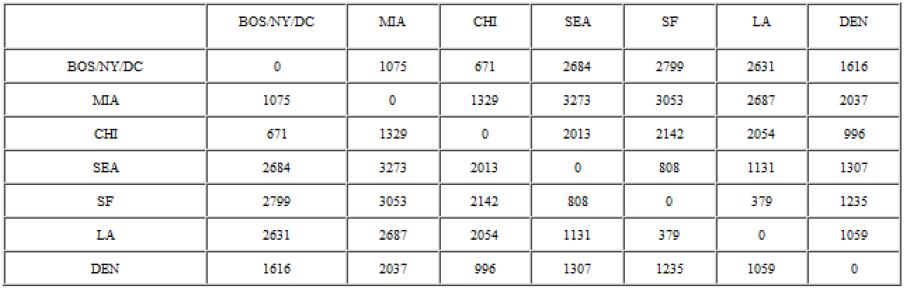 BOS/NY/DC MIA CHI SEA SF LA DEN
BOS/NY/DC 0 1075 671 2684 2799 2631 1616
MIA 1075 0 1329 3273 3053 2687 2037
CHI 671 1329 0 2013 2142 2054 996
SEA 2684 3273 2013 0 808 1131 1307
SF 2799 3053 2142 808 0 379 1235
LA 2631 2687 2054 1131 379 0 1059
DEN 1616 2037 996 1307 1235 1059 0